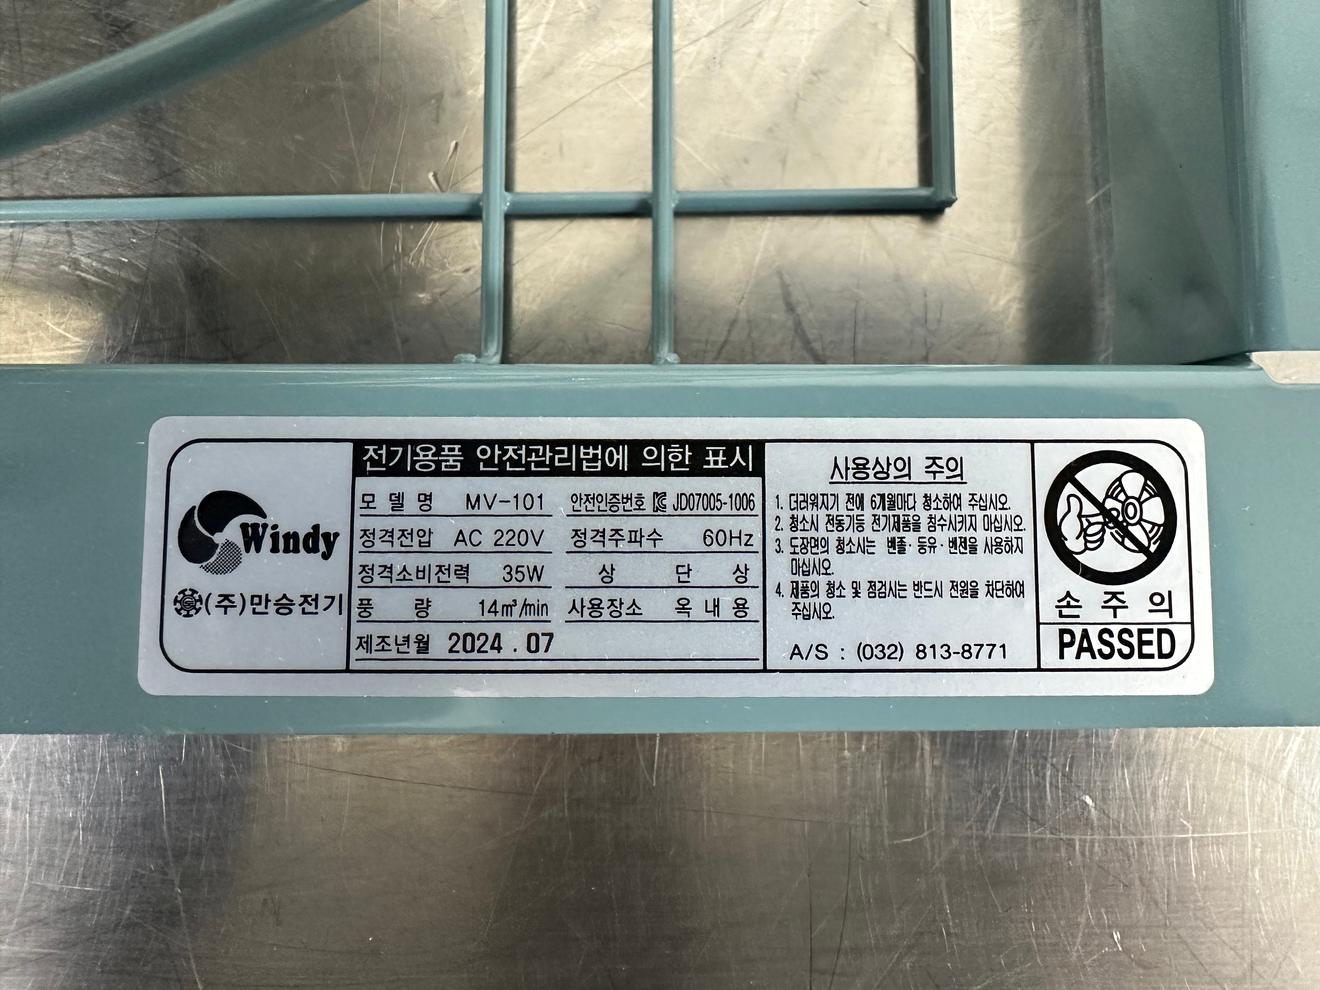 Windy
(주)만승전기
전기용품 안전관리법에 의한 표시
모 델 명 MV-101 안전인증번호 JD07005-1006
정격전압 AC 220V 정격주파수 60Hz
정격소비전력 35W 상 단 상
풍 량 14㎥/min 사용장소 옥 내 용
제조년월 2024 . 07
사용상의 주의
1. 더러워지기 전에 6개월마다 청소하여 주십시오.
2. 청소시 전동기등 전기제품을 침수시키지 마십시오.
3. 도장면의 청소시는 벤졸· 등유· 벤젠을 사용하지
마십시오.
4. 제품의 청소 및 점검시는 반드시 전원을 차단하여
주십시오.
A/S : (032) 813-8771
손 주 의
PASSED